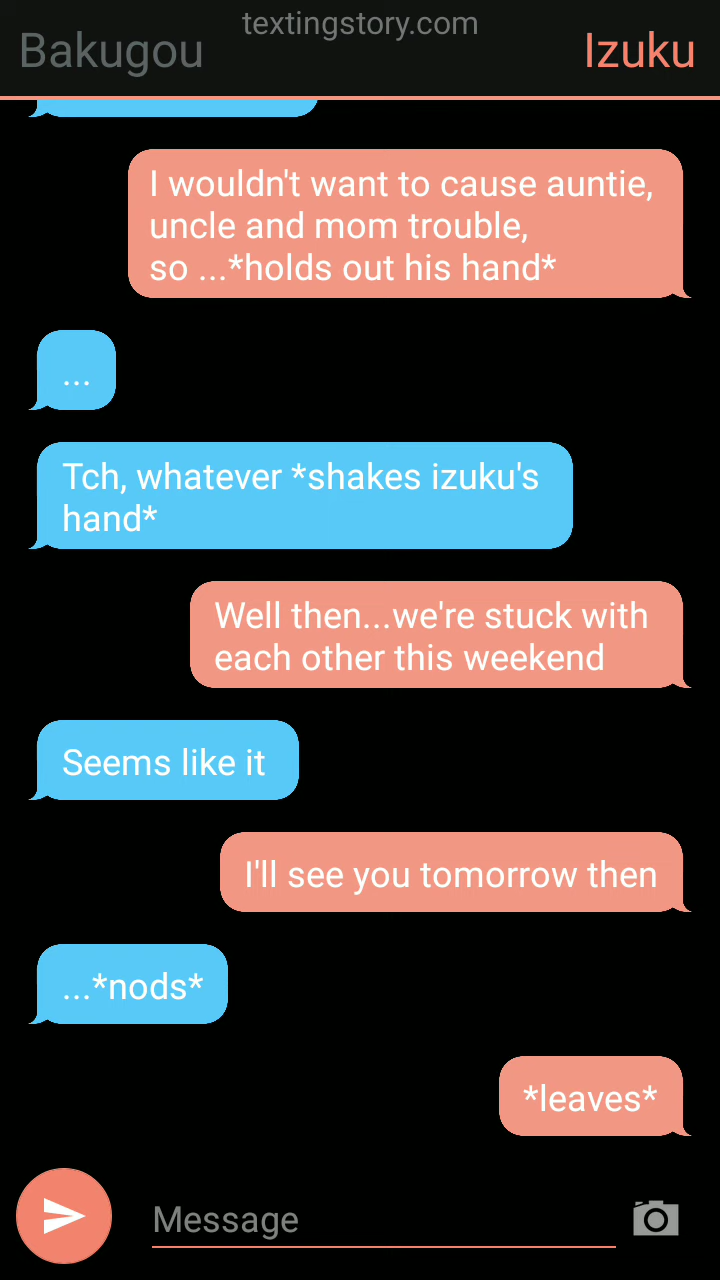 textingstory.com
Bakugou
Izuku
I wouldn't want to cause auntie,
uncle and mom trouble,
so ...*holds out his hand*
...
Tch, whatever *shakes izuku's
hand*
Well then...we're stuck with
each other this weekend
Seems like it
I'll see you tomorrow then
...*nods*
*leaves*
Message